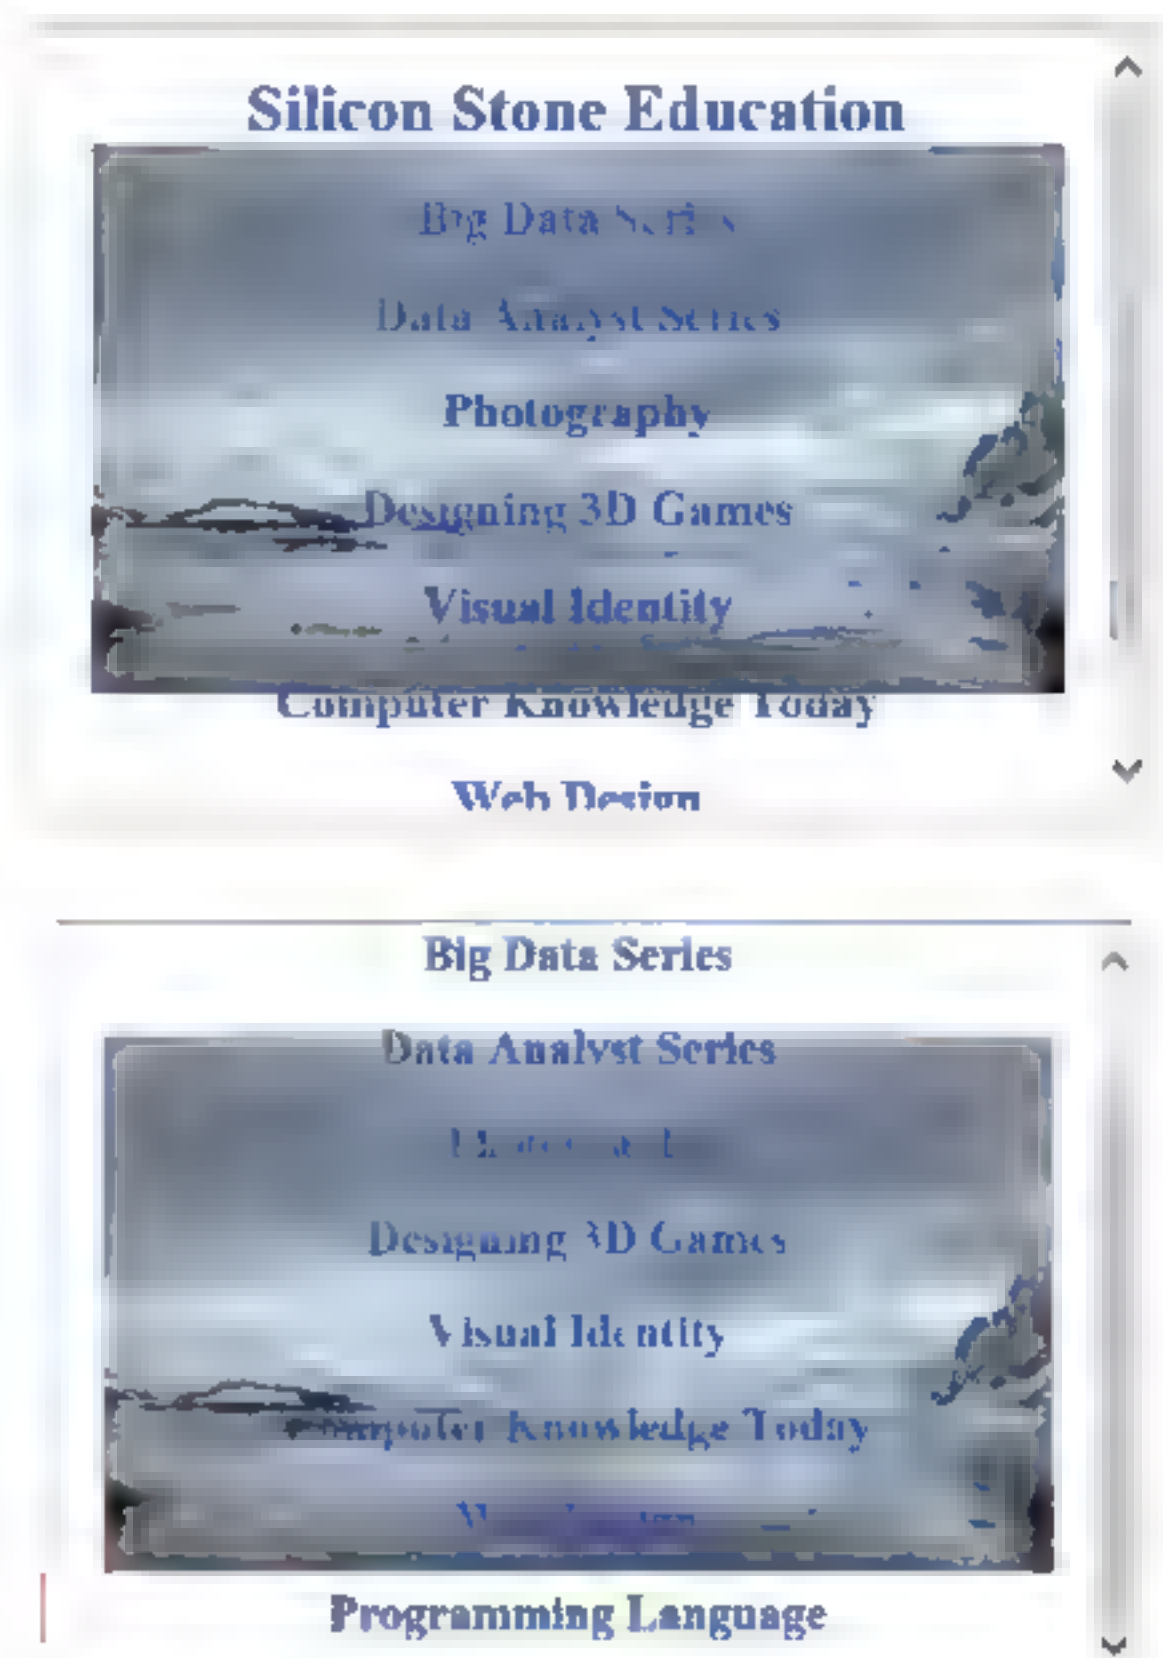 Silicon Stone Education
Big Data Series
Data Analyst Series
Photography
Designing 3D Games
Visual Identity
Computer Knowledge Today
Web Design
Big Data Series
Data Analyst Series
Designing 3D Games
Visual Identity
Computer Knowledge Today
Programming Language